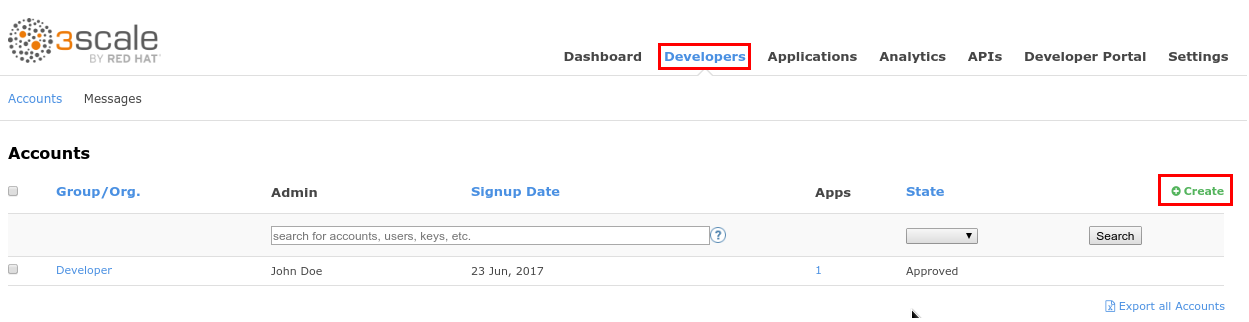 3scale
BY RED HAT
Dashboard Developers Applications Analytics APIs Developer Portal Settings
Accounts Messages
Accounts
Group/Org. Admin Signup Date Apps State Create
search for accounts, users, keys, etc. ? Search
Developer John Doe 23 Jun, 2017 1 Approved
Export all Accounts